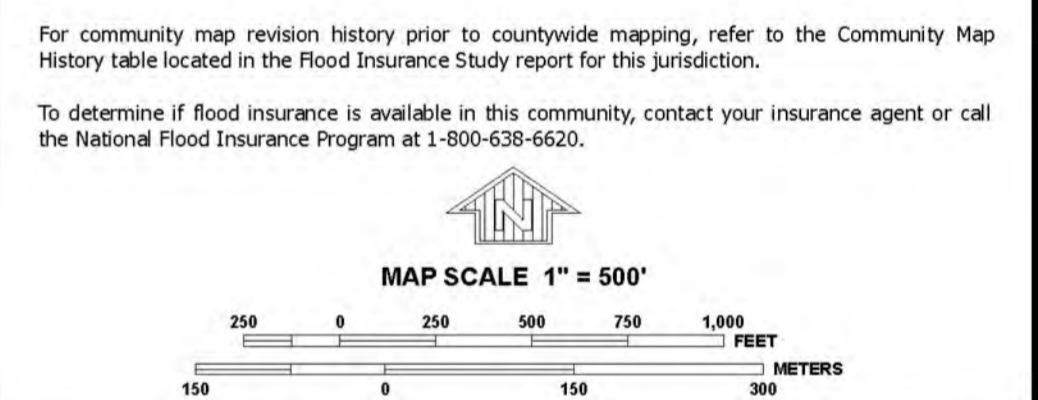 For community map revision history prior to countywide mapping, refer to the Community Map
History table located in the Flood Insurance Study report for this jurisdiction.
To determine if flood insurance is available in this community, contact your insurance agent or call
the National Flood Insurance Program at 1-800-638-6620.
N
MAP SCALE 1" = 500'
250 0 250 500 750 1,000
FEET
METERS
150 0 150 300